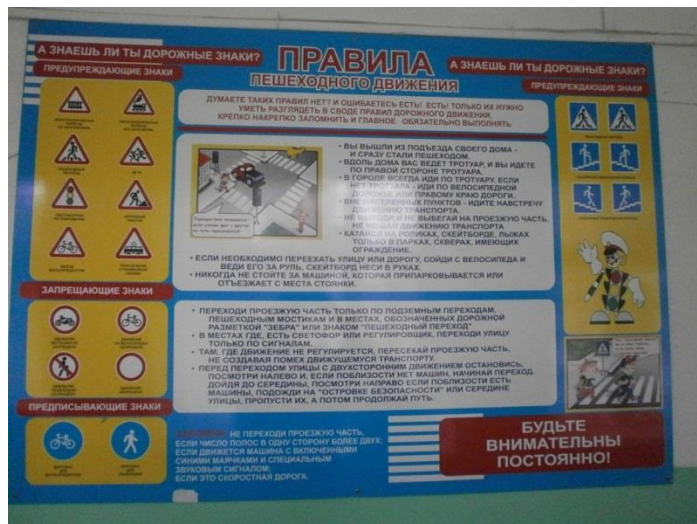 А ЗНАЕШЬ ЛИ ТЫ ДОРОЖНЫЕ ЗНАКИ?
ПРАВИЛА
ПЕШЕХОДНОГО ДВИЖЕНИЯ
А ЗНАЕШЬ ЛИ ТЫ ДОРОЖНЫЕ ЗНАКИ?
ПРЕДУПРЕЖДАЮЩИЕ ЗНАКИ
ПРЕДУПРЕЖДАЮЩИЕ ЗНАКИ
ДУМАЕТЕ ТАКИХ ПРАВИЛ НЕТ? И ОШИБАЕТЕСЬ ЕСТЬ! ЕСТЬ! ТОЛЬКО ИХ НУЖНО
УМЕТЬ РАЗГЛЯДЕТЬ В СВОДЕ ПРАВИЛ ДОРОЖНОГО ДВИЖЕНИЯ,
КРЕПКО НАКРЕПКО ЗАПОМНИТЬ И ГЛАВНОЕ ОБЯЗАТЕЛЬНО ВЫПОЛНЯТЬ
• ВЫ ВЫШЛИ ИЗ ПОДЪЕЗДА СВОЕГО ДОМА -
И СРАЗУ СТАЛИ ПЕШЕХОДОМ.
• ВДОЛЬ ДОМА ВАС ВЕДЕТ ТРОТУАР, И ВЫ ИДЕТЕ
ПО ПРАВОЙ СТОРОНЕ ТРОТУАРА.
• В ГОРОДЕ ВСЕГДА ИДИ ПО ТРОТУАРУ. ЕСЛИ
НЕТ ТРОТУАРА - ИДИ ПО ВЕЛОСИПЕДНОЙ
ДОРОЖКЕ ИЛИ ПРАВОМУ КРАЮ ДОРОГИ.
• ВНЕ НАСЕЛЕННЫХ ПУНКТОВ - ИДИТЕ НАВСТРЕЧУ
ДВИЖЕНИЮ ТРАНСПОРТА.
• НЕ ВЫХОДИ И НЕ ВЫБЕГАЙ НА ПРОЕЗЖУЮ ЧАСТЬ,
НЕ МЕШАЙ ДВИЖЕНИЮ ТРАНСПОРТА
• КАТАЙСЯ НА РОЛИКАХ, СКЕЙТБОРДЕ, ТОЛЬКО
В ПАРКАХ, СКВЕРАХ, ИМЕЮЩИХ
ОГРАЖДЕНИЕ.
• ЕСЛИ НЕОБХОДИМО ПЕРЕЕХАТЬ УЛИЦУ ИЛИ ДОРОГУ, СОЙДИ С ВЕЛОСИПЕДА И
ВЕДИ ЕГО ЗА РУЛЬ, СКЕЙТБОРД НЕСИ В РУКАХ.
• НИКОГДА НЕ СТОЙТЕ ЗА МАШИНОЙ, КОТОРАЯ ПРИПАРКОВЫВАЕТСЯ ИЛИ
ОТЪЕЗЖАЕТ С МЕСТА СТОЯНКИ.
ЗАПРЕЩАЮЩИЕ ЗНАКИ
• ПЕРЕХОДИ ПРОЕЗЖУЮ ЧАСТЬ ТОЛЬКО ПО ПОДЗЕМНЫМ ПЕРЕХОДАМ,
ПЕШЕХОДНЫМ МОСТИКАМ И В МЕСТАХ, ОБОЗНАЧЕННЫХ ДОРОЖНОЙ
РАЗМЕТКОЙ "ЗЕБРА" ИЛИ ЗНАКОМ "ПЕШЕХОДНЫЙ ПЕРЕХОД"
• В МЕСТАХ ГДЕ, ЕСТЬ СВЕТОФОР ИЛИ РЕГУЛИРОВЩИК, ПЕРЕХОДИ УЛИЦУ
ТОЛЬКО ПО СИГНАЛАМ.
• ТАМ, ГДЕ ДВИЖЕНИЕ НЕ РЕГУЛИРУЕТСЯ, ПЕРЕСЕКАЙ ПРОЕЗЖУЮ ЧАСТЬ,
НЕ СОЗДАВАЯ ПОМЕХ ДВИЖУЩЕМУСЯ ТРАНСПОРТУ.
• ПЕРЕД ПЕРЕХОДОМ УЛИЦЫ С ДВУХСТОРОННИМ ДВИЖЕНИЕМ ОСТАНОВИСЬ,
ПОСМОТРИ НАЛЕВО И, ЕСЛИ ПОБЛИЗОСТИ НЕТ МАШИН, НАЧИНАЙ ПЕРЕХОД.
ДОЙДЯ ДО СЕРЕДИНЫ, ПОСМОТРИ НАПРАВО ЕСЛИ ПОБЛИЗОСТИ ЕСТЬ
МАШИНЫ, ПОДОЖДИ НА "ОСТРОВКЕ БЕЗОПАСНОСТИ" ИЛИ СЕРЕДИНЕ
УЛИЦЫ, ПРОПУСТИ ИХ, А ПОТОМ ПРОДОЛЖАЙ ПУТЬ.
ПРЕДПИСЫВАЮЩИЕ ЗНАКИ
НЕ ПЕРЕХОДИ ПРОЕЗЖУЮ ЧАСТЬ,
ЕСЛИ ЧИСЛО ПОЛОС В ОДНУ СТОРОНУ БОЛЕЕ ДВУХ;
ЕСЛИ ДВИЖЕТСЯ МАШИНА С ВКЛЮЧЕННЫМИ
СИНИМИ МАЯЧКАМИ И СПЕЦИАЛЬНЫМ
ЗВУКОВЫМ СИГНАЛОМ;
ЕСЛИ ЭТО СКОРОСТНАЯ ДОРОГА.
БУДЬТЕ
ВНИМАТЕЛЬНЫ
ПОСТОЯННО!